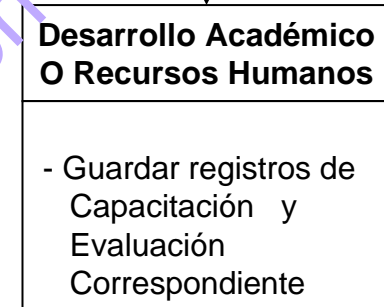 Desarrollo Académico
O Recursos Humanos
- Guardar registros de
Capacitación y
Evaluación
Correspondiente